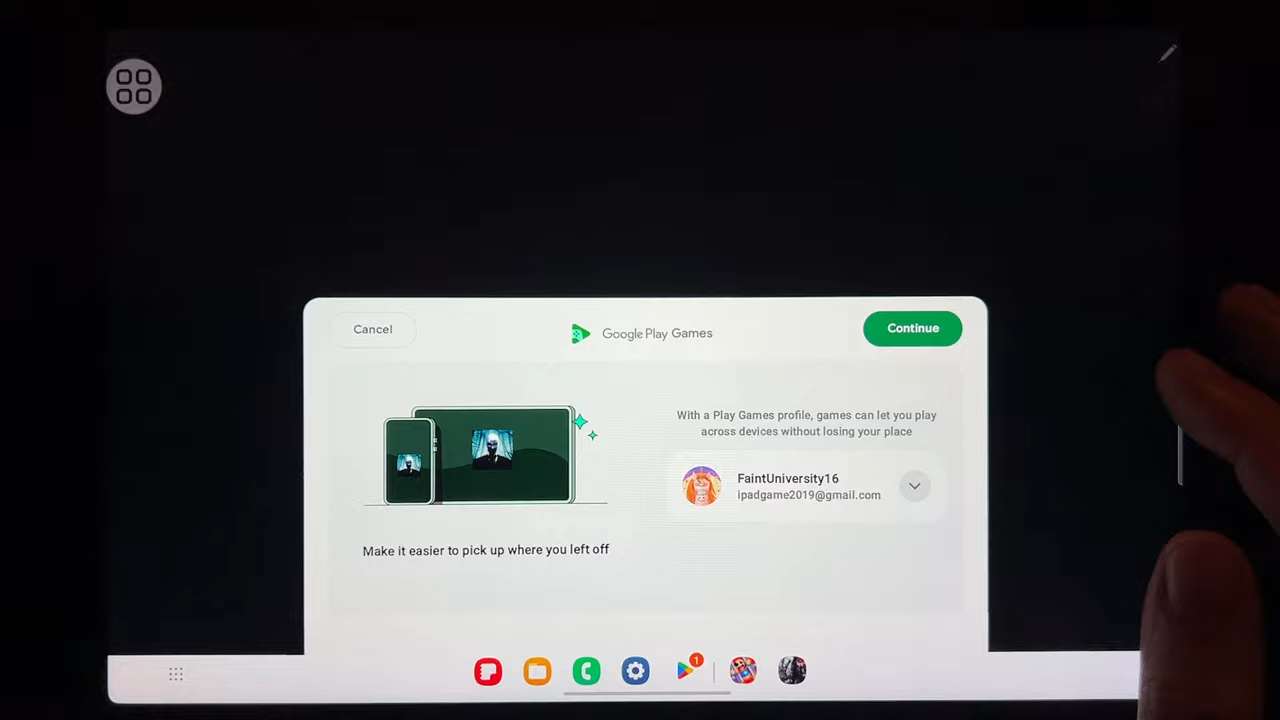 Cancel
Google Play Games
Continue
With a Play Games profile, games can let you play
across devices without losing your place
FaintUniversity16
ipadgame2019@gmail.com
Make it easier to pick up where you left off
1